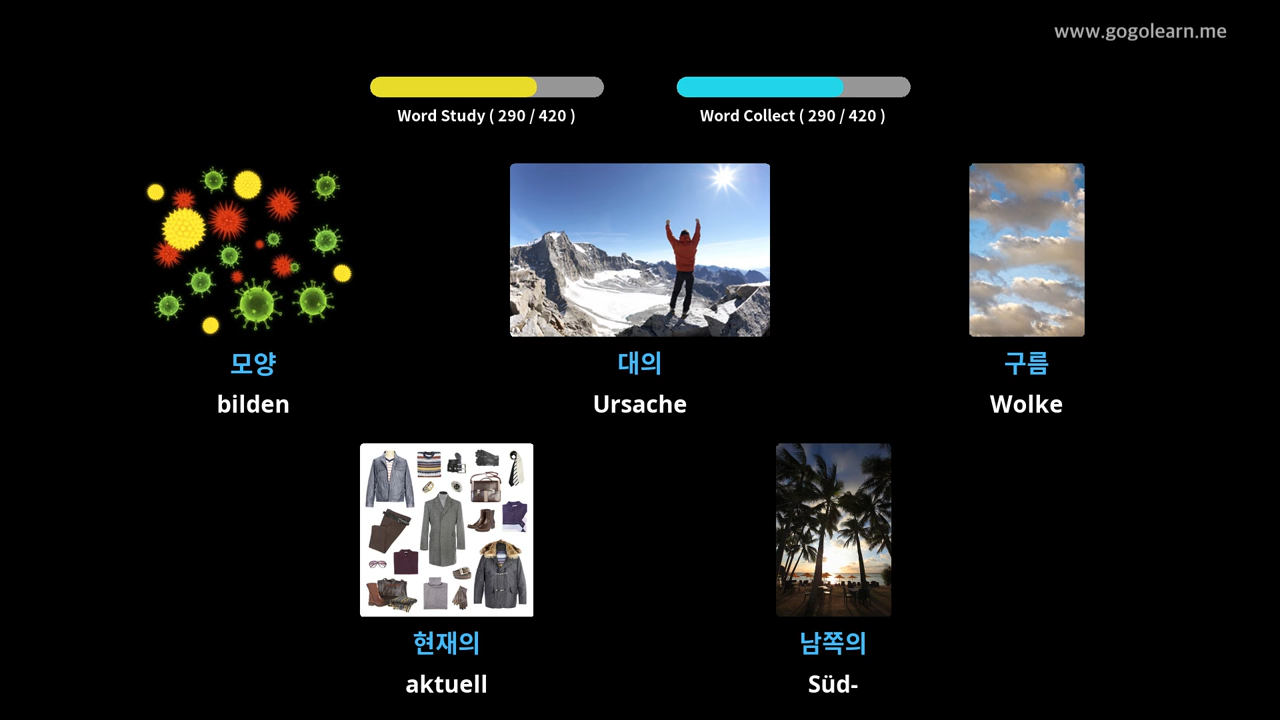 www.gogolearn.me
Word Study ( 290 / 420 )
Word Collect ( 290 / 420 )
모양
bilden
대의
Ursache
구름
Wolke
현재의
aktuell
남쪽의
Süd-